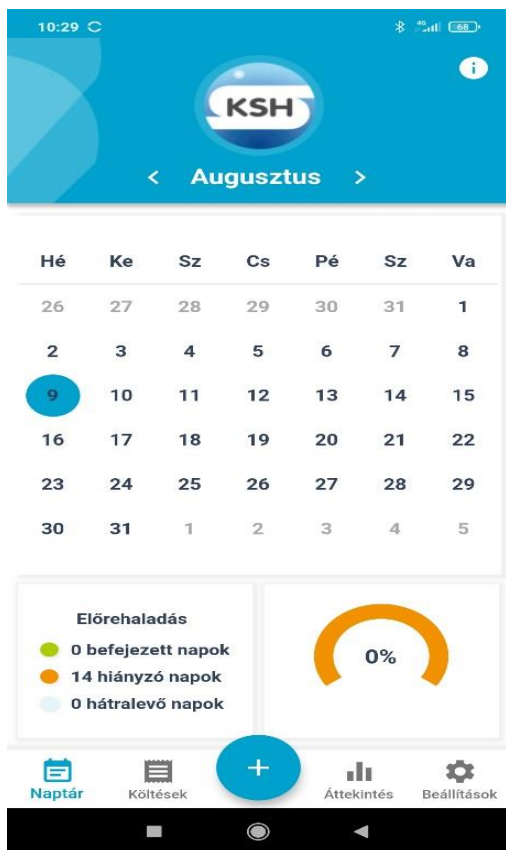 10:29
4G 68
i
KSH
< Augusztus >
Hé Ke Sz Cs Pé Sz Va
26 27 28 29 30 31 1
2 3 4 5 6 7 8
9 10 11 12 13 14 15
16 17 18 19 20 21 22
23 24 25 26 27 28 29
30 31 1 2 3 4 5
Előrehaladás
0 befejezett napok
14 hiányzó napok
0 hátralevő napok
0%
+
Naptár Költések Áttekintés Beállítások